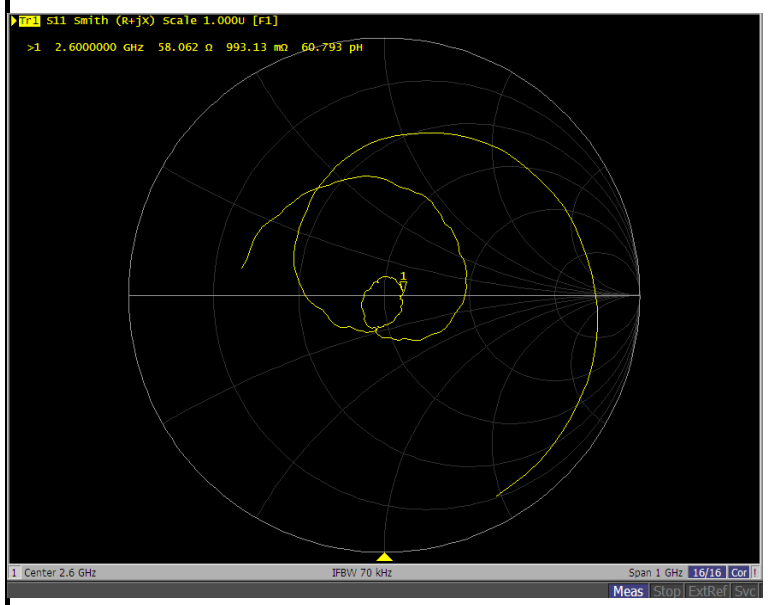 Tr1 S11 Smith (R+jX) Scale 1.000U [F1]
>1 2.6000000 GHz 58.062 Ω 993.13 mΩ 60.793 pH
1
1 Center 2.6 GHz IFBW 70 kHz Span 1 GHz 16/16 Cor !
Meas Stop ExtRef Svc